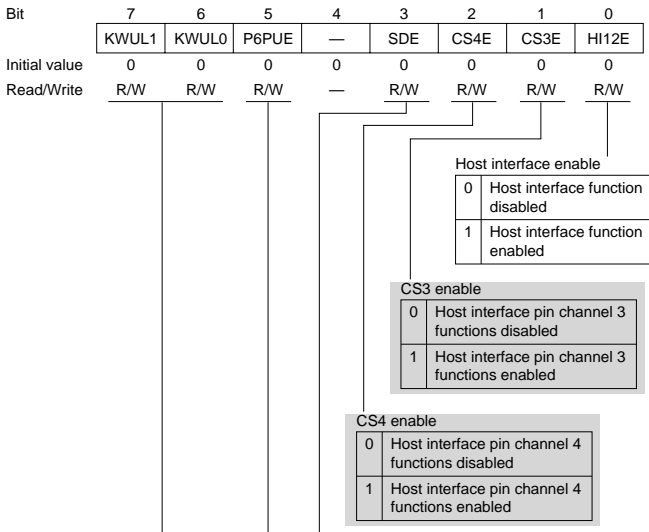 Bit 7 6 5 4 3 2 1 0
KWUL1 KWUL0 P6PUE — SDE CS4E CS3E HI12E
Initial value 0 0 0 0 0 0 0 0
Read/Write R/W R/W R/W — R/W R/W R/W R/W
Host interface enable
0 Host interface function
disabled
1 Host interface function
enabled
CS3 enable
0 Host interface pin channel 3
functions disabled
1 Host interface pin channel 3
functions enabled
CS4 enable
0 Host interface pin channel 4
functions disabled
1 Host interface pin channel 4
functions enabled